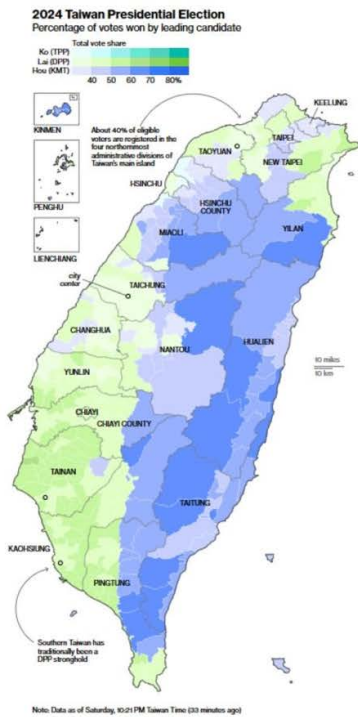 2024 Taiwan Presidential Election
Percentage of votes won by leading candidate
Total vote share
Ko (TPP)
Lai (DPP)
Hou (KMT)
40 50 60 70 80%
KINMEN
PENGHU
LIENCHIANG
About 40% of eligible
voters are registered in the
four northernmost
administrative divisions of
Taiwan's main island
KEELUNG
TAIPEI
TAOYUAN
NEW TAIPEI
HSINCHU
HSINCHU
COUNTY
MIAOLI
YILAN
city
center
TAICHUNG
CHANGHUA
NANTOU
HUALIEN
10 miles
10 km
YUNLIN
CHIAYI
CHIAYI COUNTY
TAINAN
TAITUNG
KAOHSIUNG
PINGTUNG
Southern Taiwan has
traditionally been a
DPP stronghold
Note: Data as of Saturday, 10:21 PM Taiwan Time (33 minutes ago)